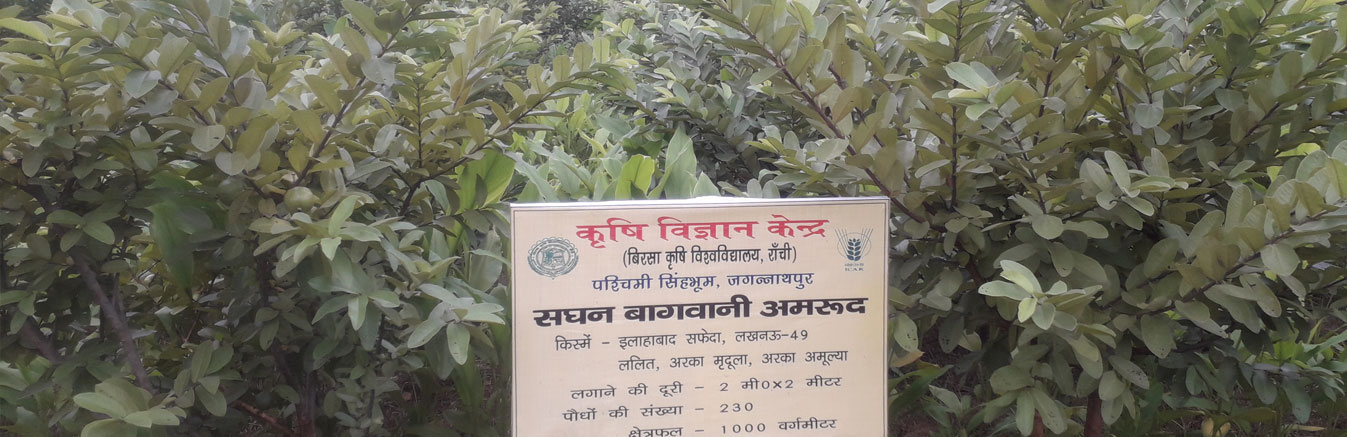 कृषि विज्ञान केन्द्र
(बिरसा कृषि विश्वविद्यालय, राँची)
पश्चिमी सिंहभूम, जगन्नाथपुर
सघन बागवानी अमरूद
किस्में - इलाहाबाद सफेदा, लखनऊ-49
ललित, अरका मृदूला, अरका अमूल्या
लगाने की दूरी - 2 मी0×2 मीटर
पौधों की संख्या - 230
क्षेत्रफल - 1000 वर्गमीटर
ICAR